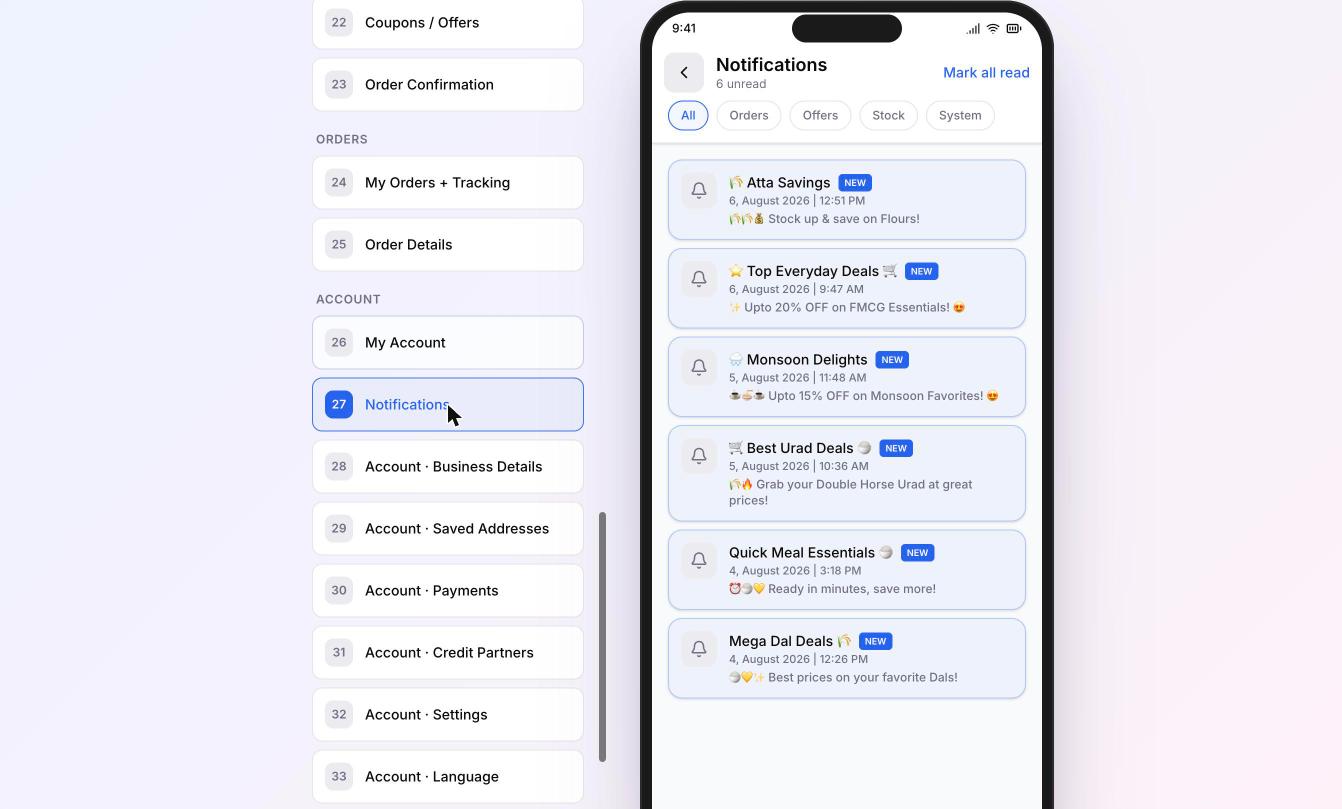 22 Coupons / Offers
23 Order Confirmation
ORDERS
24 My Orders + Tracking
25 Order Details
ACCOUNT
26 My Account
27 Notifications
28 Account · Business Details
29 Account · Saved Addresses
30 Account · Payments
31 Account · Credit Partners
32 Account · Settings
33 Account · Language
9:41
Notifications
6 unread
Mark all read
All Orders Offers Stock System
🌾 Atta Savings NEW
6, August 2026 | 12:51 PM
🌾🌾💰 Stock up & save on Flours!
⭐ Top Everyday Deals 🛒 NEW
6, August 2026 | 9:47 AM
✨ Upto 20% OFF on FMCG Essentials! 😍
🌧️ Monsoon Delights NEW
5, August 2026 | 11:48 AM
☕🍜☕ Upto 15% OFF on Monsoon Favorites! 😍
🛒 Best Urad Deals 🍚 NEW
5, August 2026 | 10:36 AM
🌾🔥 Grab your Double Horse Urad at great
prices!
Quick Meal Essentials 🍚 NEW
4, August 2026 | 3:18 PM
⏰🍚💛 Ready in minutes, save more!
Mega Dal Deals 🌾 NEW
4, August 2026 | 12:26 PM
🍚💛✨ Best prices on your favorite Dals!